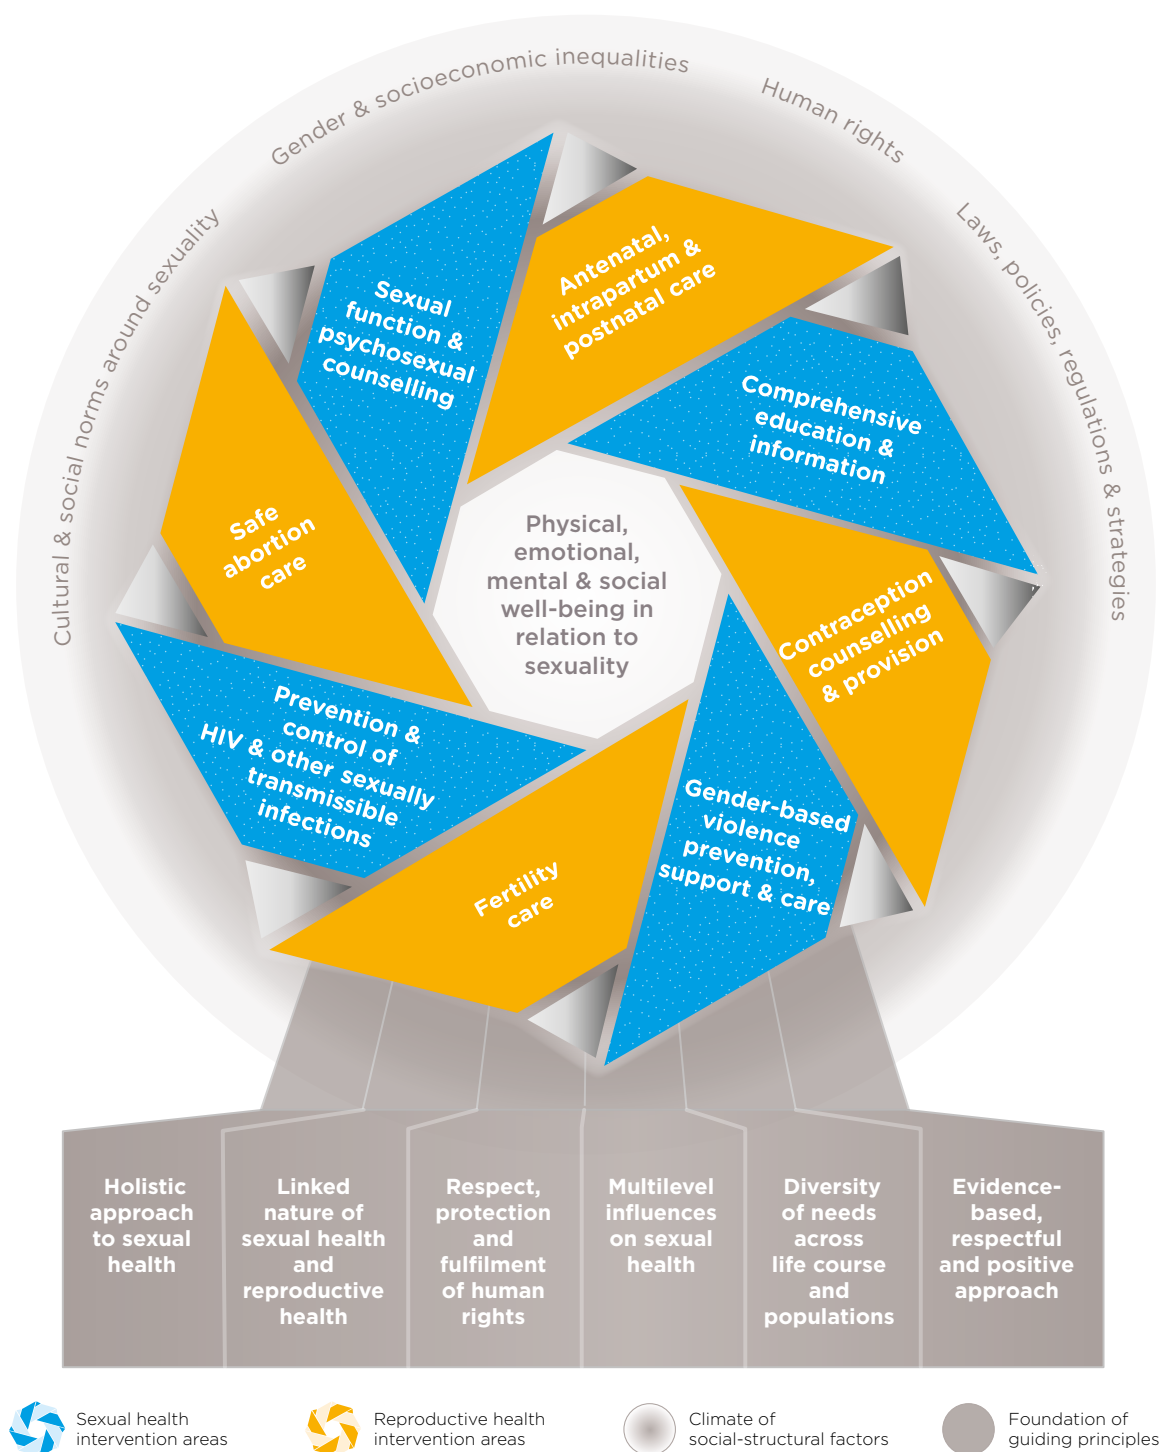 Gender & socioeconomic inequalities
Human rights
Cultural & social norms around sexuality
Laws, policies, regulations & strategies
Sexual
function &
psychosexual
counselling
Antenatal,
intrapartum &
postnatal care
Comprehensive
education &
information
Safe
abortion
care
Physical,
emotional,
mental & social
well-being in
relation to
sexuality
Contraception
counselling
& provision
Prevention &
control of
HIV & other sexually
transmissible
infections
Fertility
care
Gender-based
violence
prevention,
support & care
Holistic
approach
to sexual
health
Linked
nature of
sexual health
and
reproductive
health
Respect,
protection
and
fulfilment
of human
rights
Multilevel
influences
on sexual
health
Diversity
of needs
across
life course
and
populations
Evidence-
based,
respectful
and positive
approach
Sexual health
intervention areas
Reproductive health
intervention areas
Climate of
social-structural factors
Foundation of
guiding principles